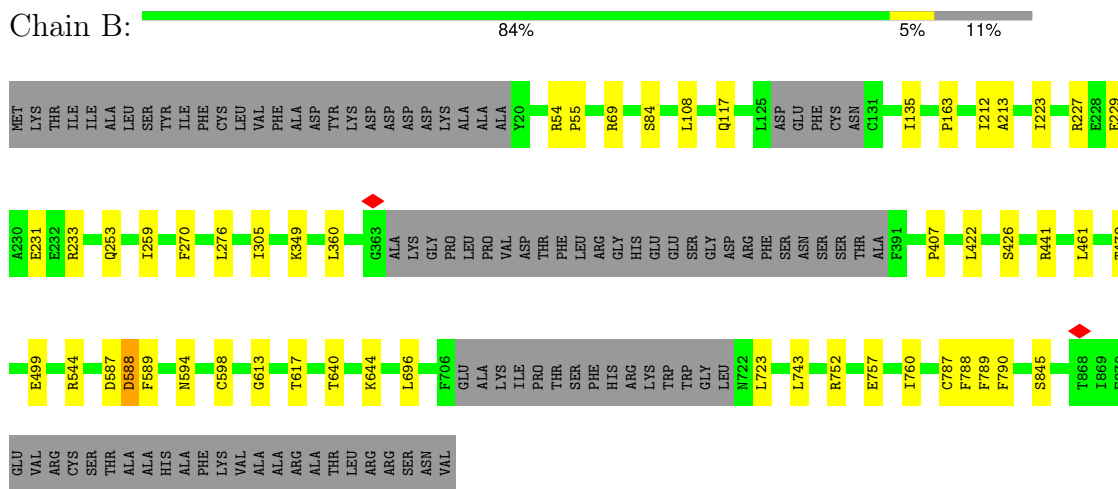 Chain B:
84% 5% 11%
MET LYS THR ILE ILE ALA LEU SER TYR ILE PHE CYS LEU VAL PHE ALA ASP TYR LYS ASP ASP ASP ASP LYS ALA ALA ALA Y20 R54 P55 R69 S84 L108 Q117 L125 ASP GLU PHE CYS ASN C131 I135 P163 I212 A213 I223 R227 E228 E229
A230 E231 E232 R233 Q253 I259 F270 L276 I305 K349 L360 G363 ALA LYS GLY PRO LEU PRO VAL ASP THR PHE LEU ARG GLY HIS GLU GLU SER GLY ASP ARG PHE SER ASN SER SER THR ALA F391 P407 L422 S426 R441 L461
E499 R544 D587 D588 F589 N594 C598 G613 T617 T640 K644 L696 F706 GLU ALA LYS ILE PRO THR SER PHE HIS ARG LYS TRP TRP GLY LEU N722 L723 L743 R752 E757 I760 C787 F788 F789 F790 S845 T868 I869
GLU VAL ARG CYS SER THR ALA ALA HIS ALA PHE LYS VAL ALA ALA ARG ALA THR LEU ARG ARG SER ASN VAL